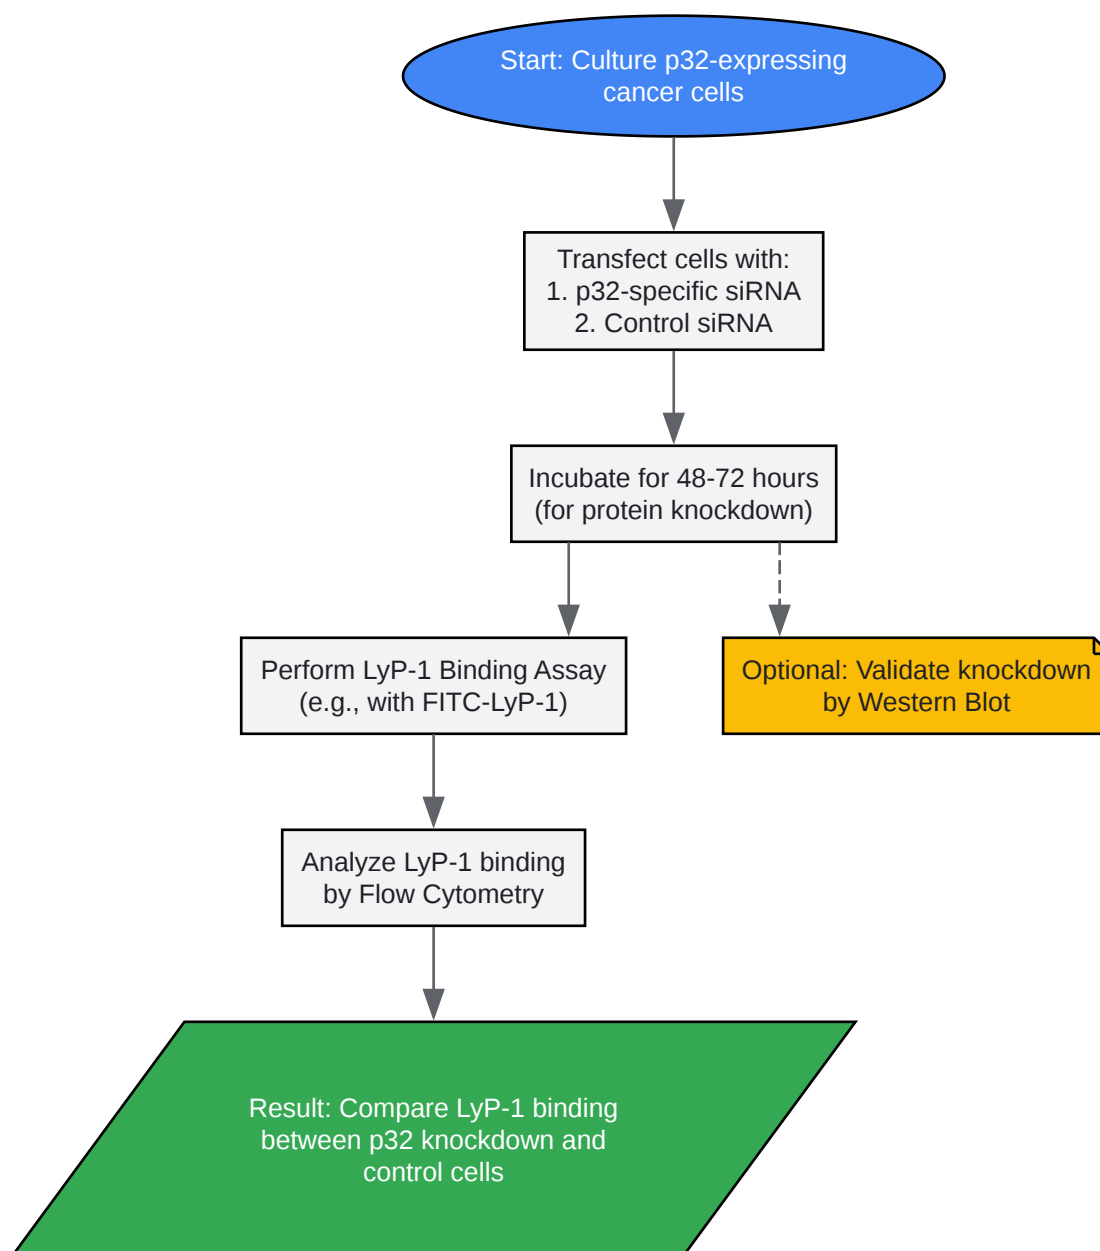 Start: Culture p32-expressing
cancer cells
Transfect cells with:
1. p32-specific siRNA
2. Control siRNA
Incubate for 48-72 hours
(for protein knockdown)
Perform LyP-1 Binding Assay
(e.g., with FITC-LyP-1)
Optional: Validate knockdown
by Western Blot
Analyze LyP-1 binding
by Flow Cytometry
Result: Compare LyP-1 binding
between p32 knockdown and
control cells